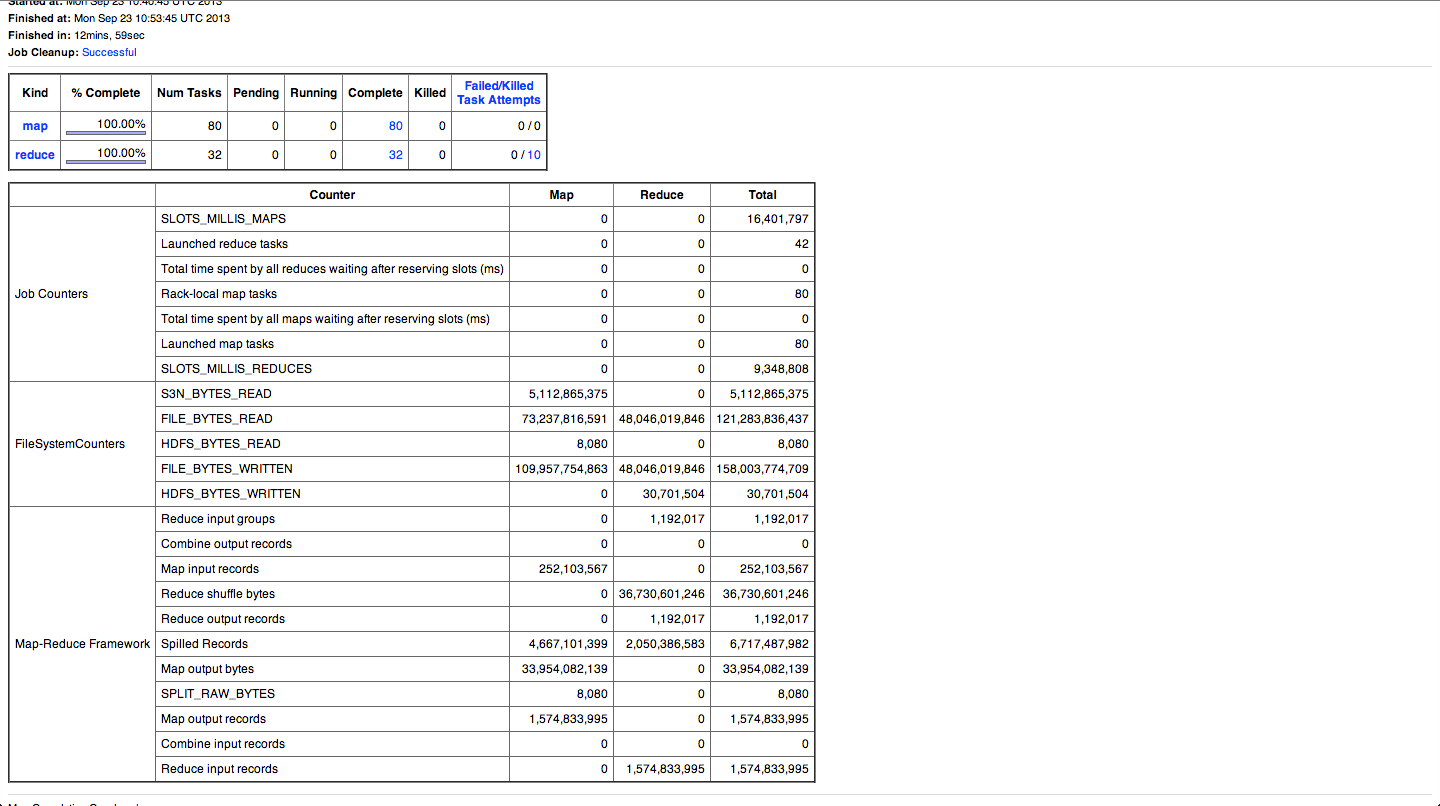 Started at: Mon Sep 23 10:40:45 UTC 2013
Finished at: Mon Sep 23 10:53:45 UTC 2013
Finished in: 12mins, 59sec
Job Cleanup: Successful
Kind % Complete Num Tasks Pending Running Complete Killed Failed/Killed Task Attempts
map 100.00% 80 0 0 80 0 0 / 0
reduce 100.00% 32 0 0 32 0 0 / 10
Counter Map Reduce Total
Job Counters
SLOTS_MILLIS_MAPS 0 0 16,401,797
Launched reduce tasks 0 0 42
Total time spent by all reduces waiting after reserving slots (ms) 0 0 0
Rack-local map tasks 0 0 80
Total time spent by all maps waiting after reserving slots (ms) 0 0 0
Launched map tasks 0 0 80
SLOTS_MILLIS_REDUCES 0 0 9,348,808
FileSystemCounters
S3N_BYTES_READ 5,112,865,375 0 5,112,865,375
FILE_BYTES_READ 73,237,816,591 48,046,019,846 121,283,836,437
HDFS_BYTES_READ 8,080 0 8,080
FILE_BYTES_WRITTEN 109,957,754,863 48,046,019,846 158,003,774,709
HDFS_BYTES_WRITTEN 0 30,701,504 30,701,504
Map-Reduce Framework
Reduce input groups 0 1,192,017 1,192,017
Combine output records 0 0 0
Map input records 252,103,567 0 252,103,567
Reduce shuffle bytes 0 36,730,601,246 36,730,601,246
Reduce output records 0 1,192,017 1,192,017
Spilled Records 4,667,101,399 2,050,386,583 6,717,487,982
Map output bytes 33,954,082,139 0 33,954,082,139
SPLIT_RAW_BYTES 8,080 0 8,080
Map output records 1,574,833,995 0 1,574,833,995
Combine input records 0 0 0
Reduce input records 0 1,574,833,995 1,574,833,995